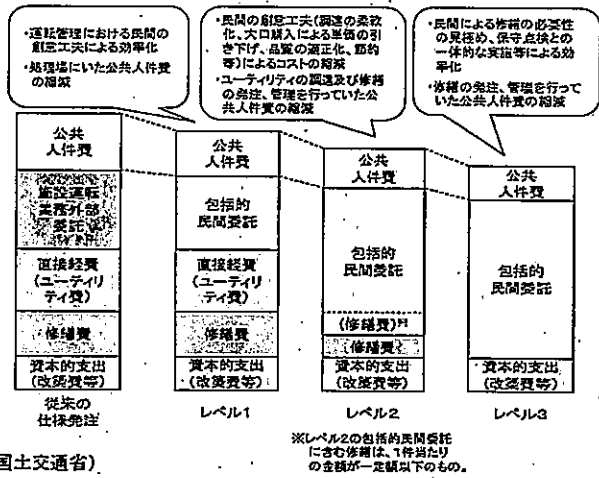 ・運転管理における民間の
創意工夫による効率化
・処理場にいた公共人件費
の縮減
・民間の創意工夫(調達の柔軟
化、大口購入による単価の引
き下げ、品質の適正化、節約
等)によるコストの縮減
・ユーティリティの調達及び修繕
の発注、管理を行っていた公
共人件費の縮減
・民間による修繕の必要性
の見極め、保守点検との
一体的な実施等による効
率化
・修繕の発注、管理を行って
いた公共人件費の縮減
公共
人件費
施設運転
業務外部
委託
直接経費
(ユーティリ
ティ費)
修繕費
資本的支出
(改築費等)
従来の
仕様発注
公共
人件費
包括的
民間委託
直接経費
(ユーティリ
ティ費)
修繕費
資本的支出
(改築費等)
レベル1
公共
人件費
包括的
民間委託
(修繕費)※
修繕費
資本的支出
(改築費等)
レベル2
公共
人件費
包括的
民間委託
資本的支出
(改築費等)
レベル3
※レベル2の包括的民間委託
に含む修繕は、1件当たり
の金額が一定額以下のもの。
国土交通省)